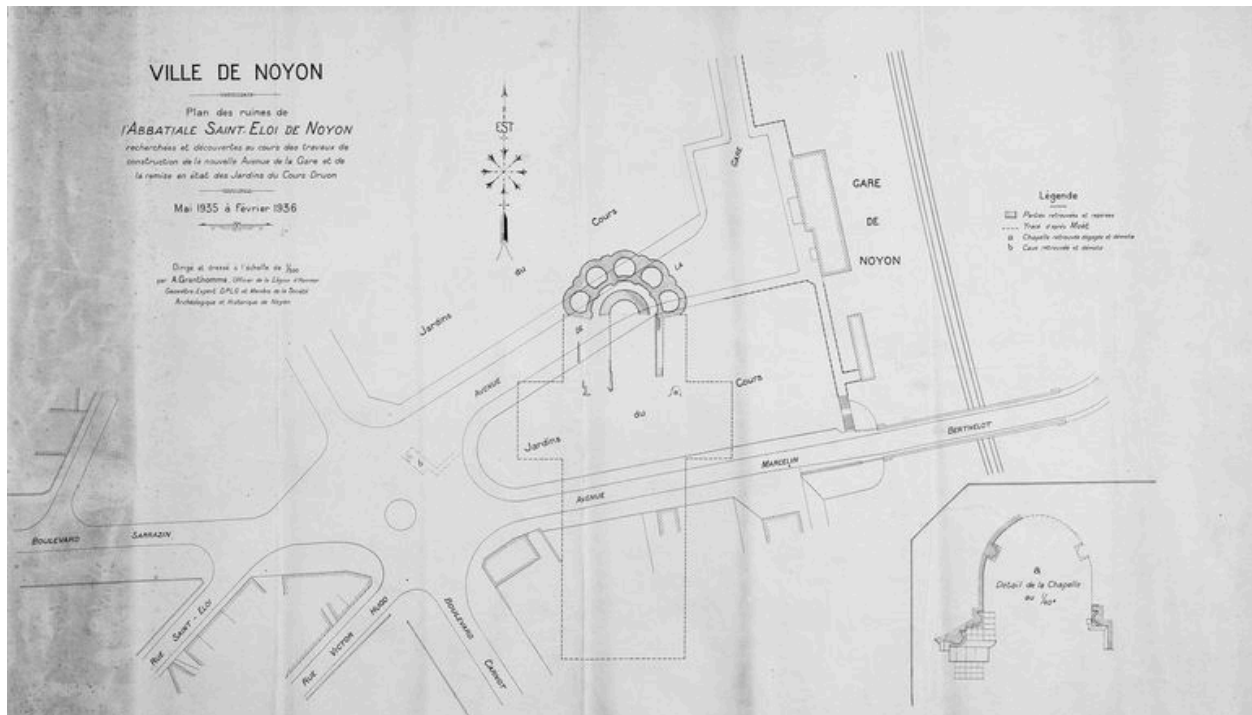 VILLE DE NOYON
Plan des ruines de
l'ABBATIALE SAINT ELOI DE NOYON
recherchées et découvertes au cours des travaux de
construction de la nouvelle Avenue de la Gare et de
la remise en état des Jardins du Cours Druon
Mai 1935 à Février 1936
Dirigé et dressé à l'échelle de
par A. Granthomme, Officier de la Légion d'Honneur
Géomètre Expert D.P.L.G. et Membre de la Société
Archéologique et Historique de Noyon
EST
Jardins du Cours
AVENUE DE LA GARE
GARE
DE
NOYON
Légende
Parties retrouvées et repérées
Tracé d'après Moët
a Chapelle retrouvée dégagée et démolie
b Cave retrouvée et démolie
Jardins du Cours
b
AVENUE MARCELIN BERTHELOT
BOULEVARD SARRAZIN
RUE SAINT-ELOI
RUE VICTOR HUGO
BOULEVARD CARNOT
a
Détail de la Chapelle
au